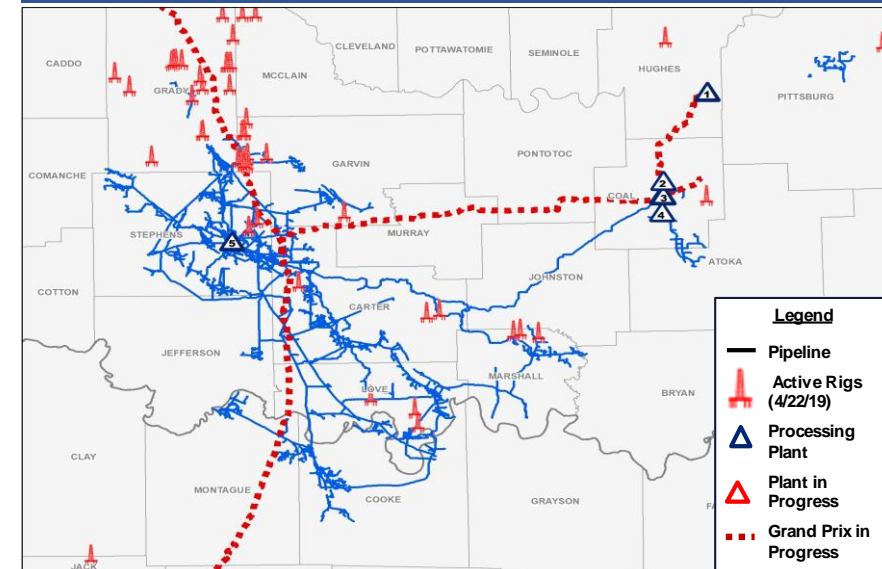 CLEVELAND
POTTAWATOMIE
SEMINOLE
CADDO
HUGHES
MCCLAIN
GRADY
PITTSBURG
1
PONTOTOC
GARVIN
COMANCHE
2
COAL
3
4
STEPHENS
5
MURRAY
ATOKA
JOHNSTON
COTTON
CARTER
JEFFERSON
MARSHALL
LOVE
BRYAN
CLAY
MONTAGUE
COOKE
GRAYSON
JACK
Legend
Pipeline
Active Rigs
(4/22/19)
Processing
Plant
Plant in
Progress
Grand Prix in
Progress